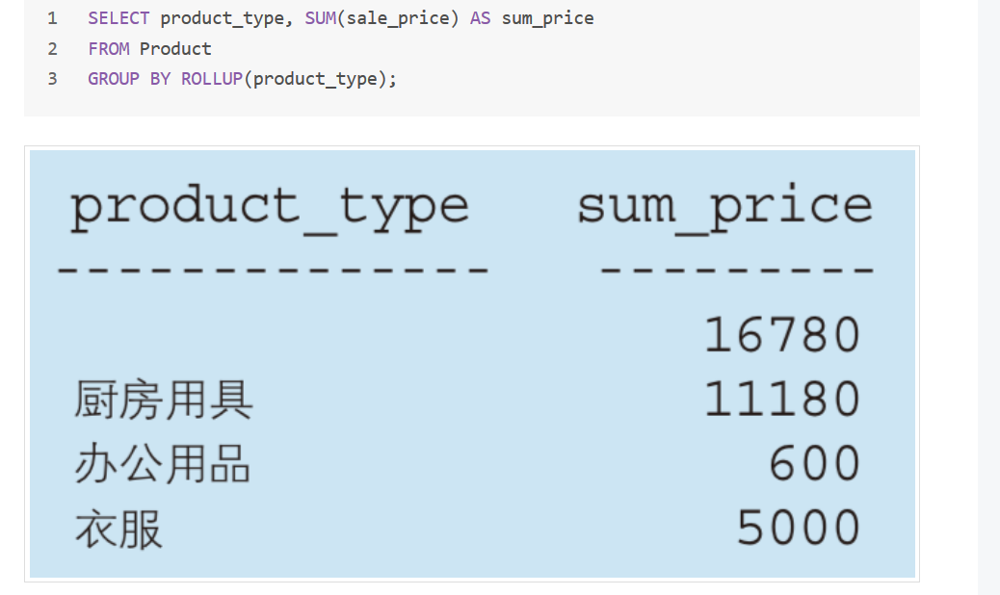 1 SELECT product_type, SUM(sale_price) AS sum_price
2 FROM Product
3 GROUP BY ROLLUP(product_type);
product_type sum_price
-------------- ---------
16780
厨房用具 11180
办公用品 600
衣服 5000